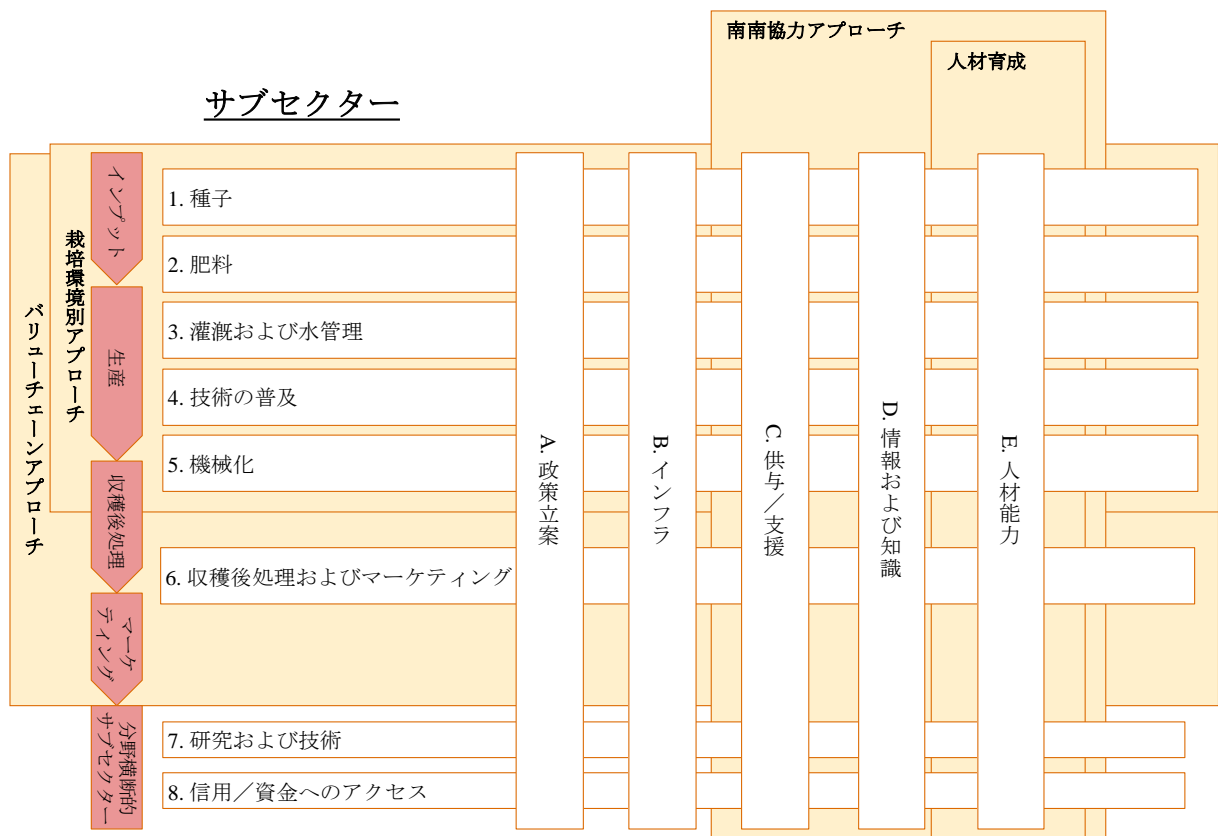 南南協力アプローチ
人材育成
サブセクター
バリューチェーンアプローチ
栽培環境別アプローチ
インプット
生産
収穫後処理
マーケ
ティング
分野横断的
サブセクター
1. 種子
2. 肥料
3. 灌漑および水管理
4. 技術の普及
5. 機械化
6. 収穫後処理およびマーケティング
7. 研究および技術
8. 信用／資金へのアクセス
A. 政策立案
B. インフラ
C. 供与／支援
D. 情報および知識
E. 人材能力